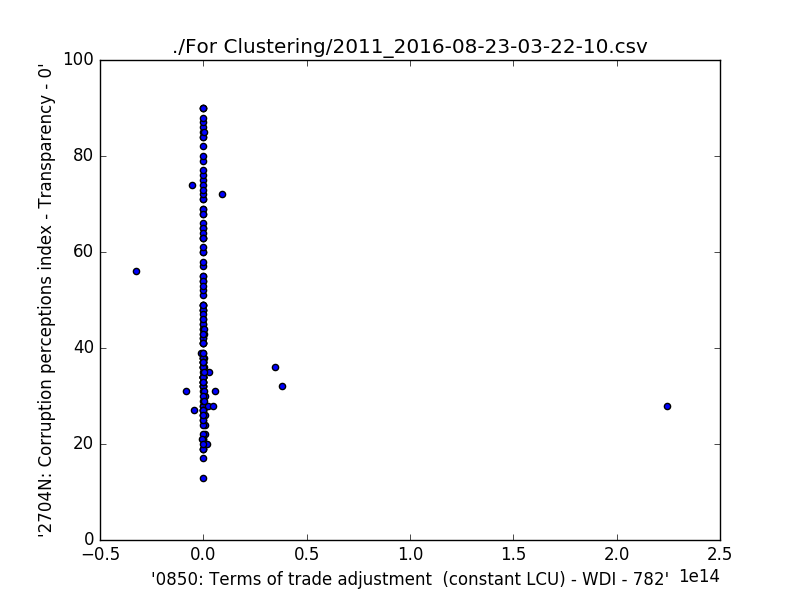 ./For Clustering/2011_2016-08-23-03-22-10.csv
100
80
60
40
20
0
'2704N: Corruption perceptions index - Transparency - 0'
−0.5 0.0 0.5 1.0 1.5 2.0 2.5
1e14
'0850: Terms of trade adjustment  (constant LCU) - WDI - 782'